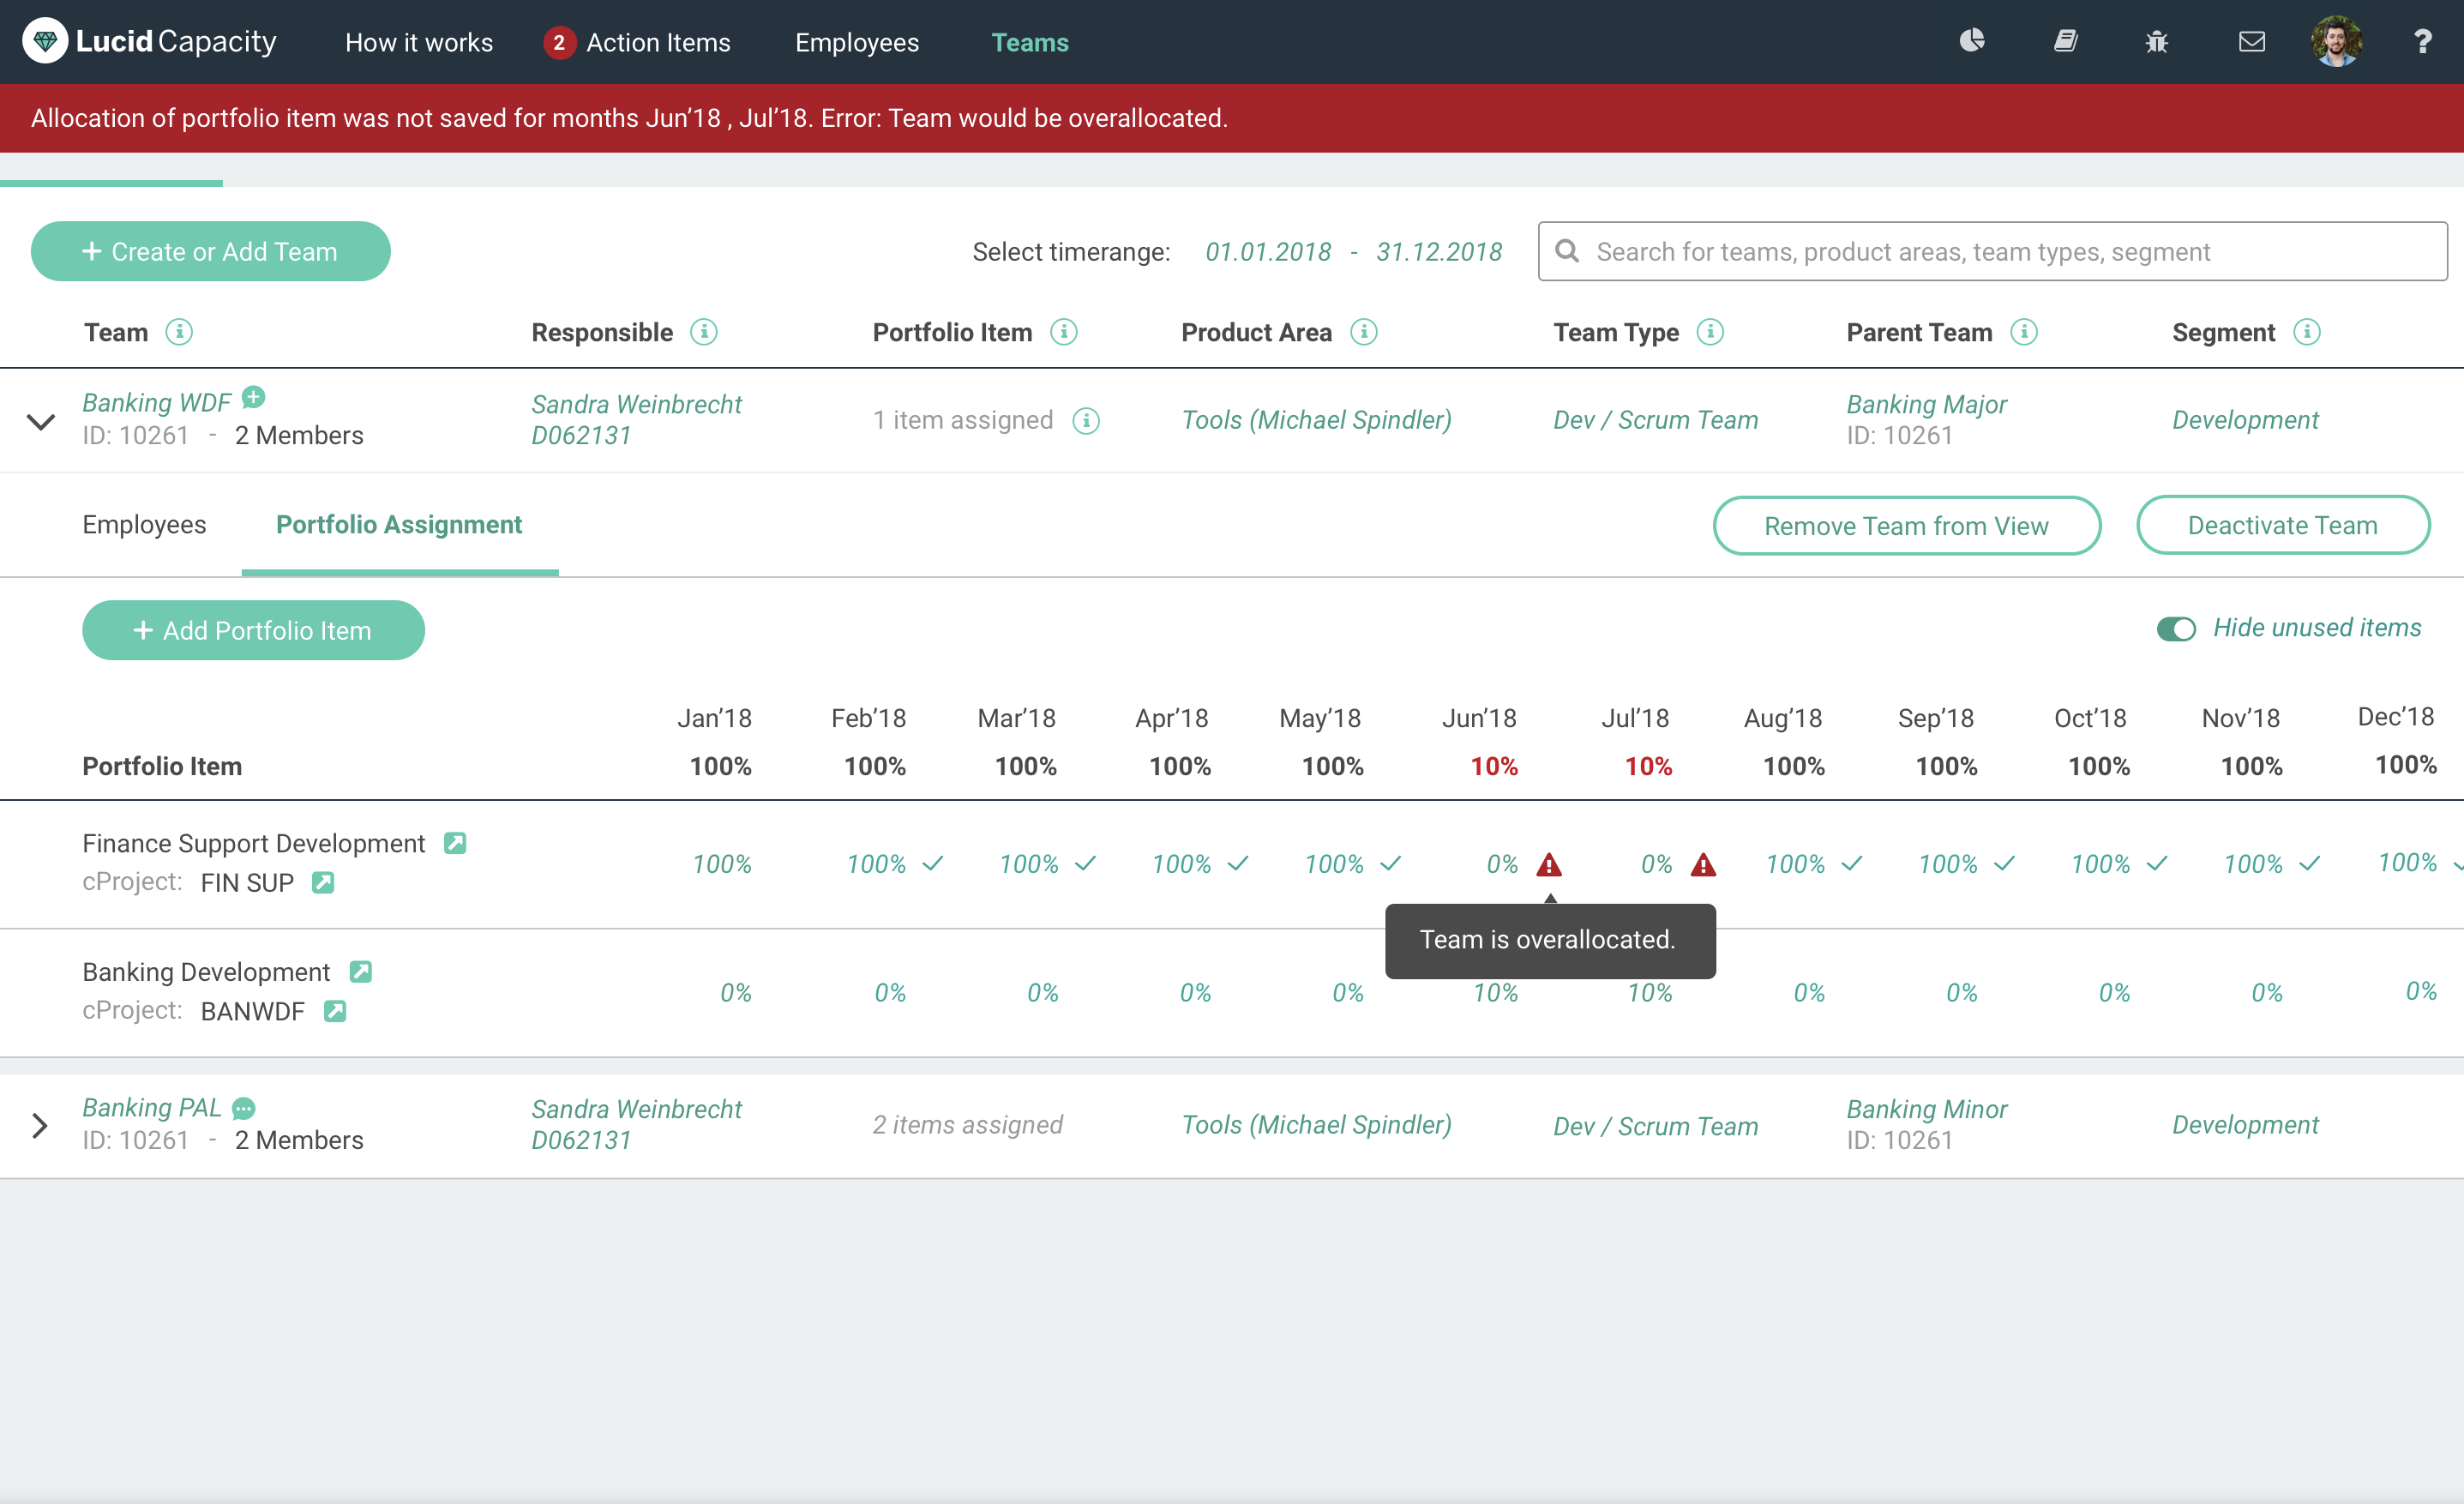 Lucid Capacity How it works 2 Action Items Employees Teams ?
Allocation of portfolio item was not saved for months Jun’18 , Jul’18. Error: Team would be overallocated.
+ Create or Add Team Select timerange: 01.01.2018 - 31.12.2018 Search for teams, product areas, team types, segment
Team Responsible Portfolio Item Product Area Team Type Parent Team Segment
Banking WDF Sandra Weinbrecht 1 item assigned Tools (Michael Spindler) Dev / Scrum Team Banking Major Development
ID: 10261 - 2 Members D062131 ID: 10261
Employees Portfolio Assignment Remove Team from View Deactivate Team
+ Add Portfolio Item Hide unused items
Jan’18 Feb’18 Mar’18 Apr’18 May’18 Jun’18 Jul’18 Aug’18 Sep’18 Oct’18 Nov’18 Dec’18
Portfolio Item 100% 100% 100% 100% 100% 10% 10% 100% 100% 100% 100% 100%
Finance Support Development 100% 100% 100% 100% 100% 0% 0% 100% 100% 100% 100% 100%
cProject: FIN SUP
Team is overallocated.
Banking Development 0% 0% 0% 0% 0% 10% 10% 0% 0% 0% 0% 0%
cProject: BANWDF
Banking PAL Sandra Weinbrecht 2 items assigned Tools (Michael Spindler) Dev / Scrum Team Banking Minor Development
ID: 10261 - 2 Members D062131 ID: 10261